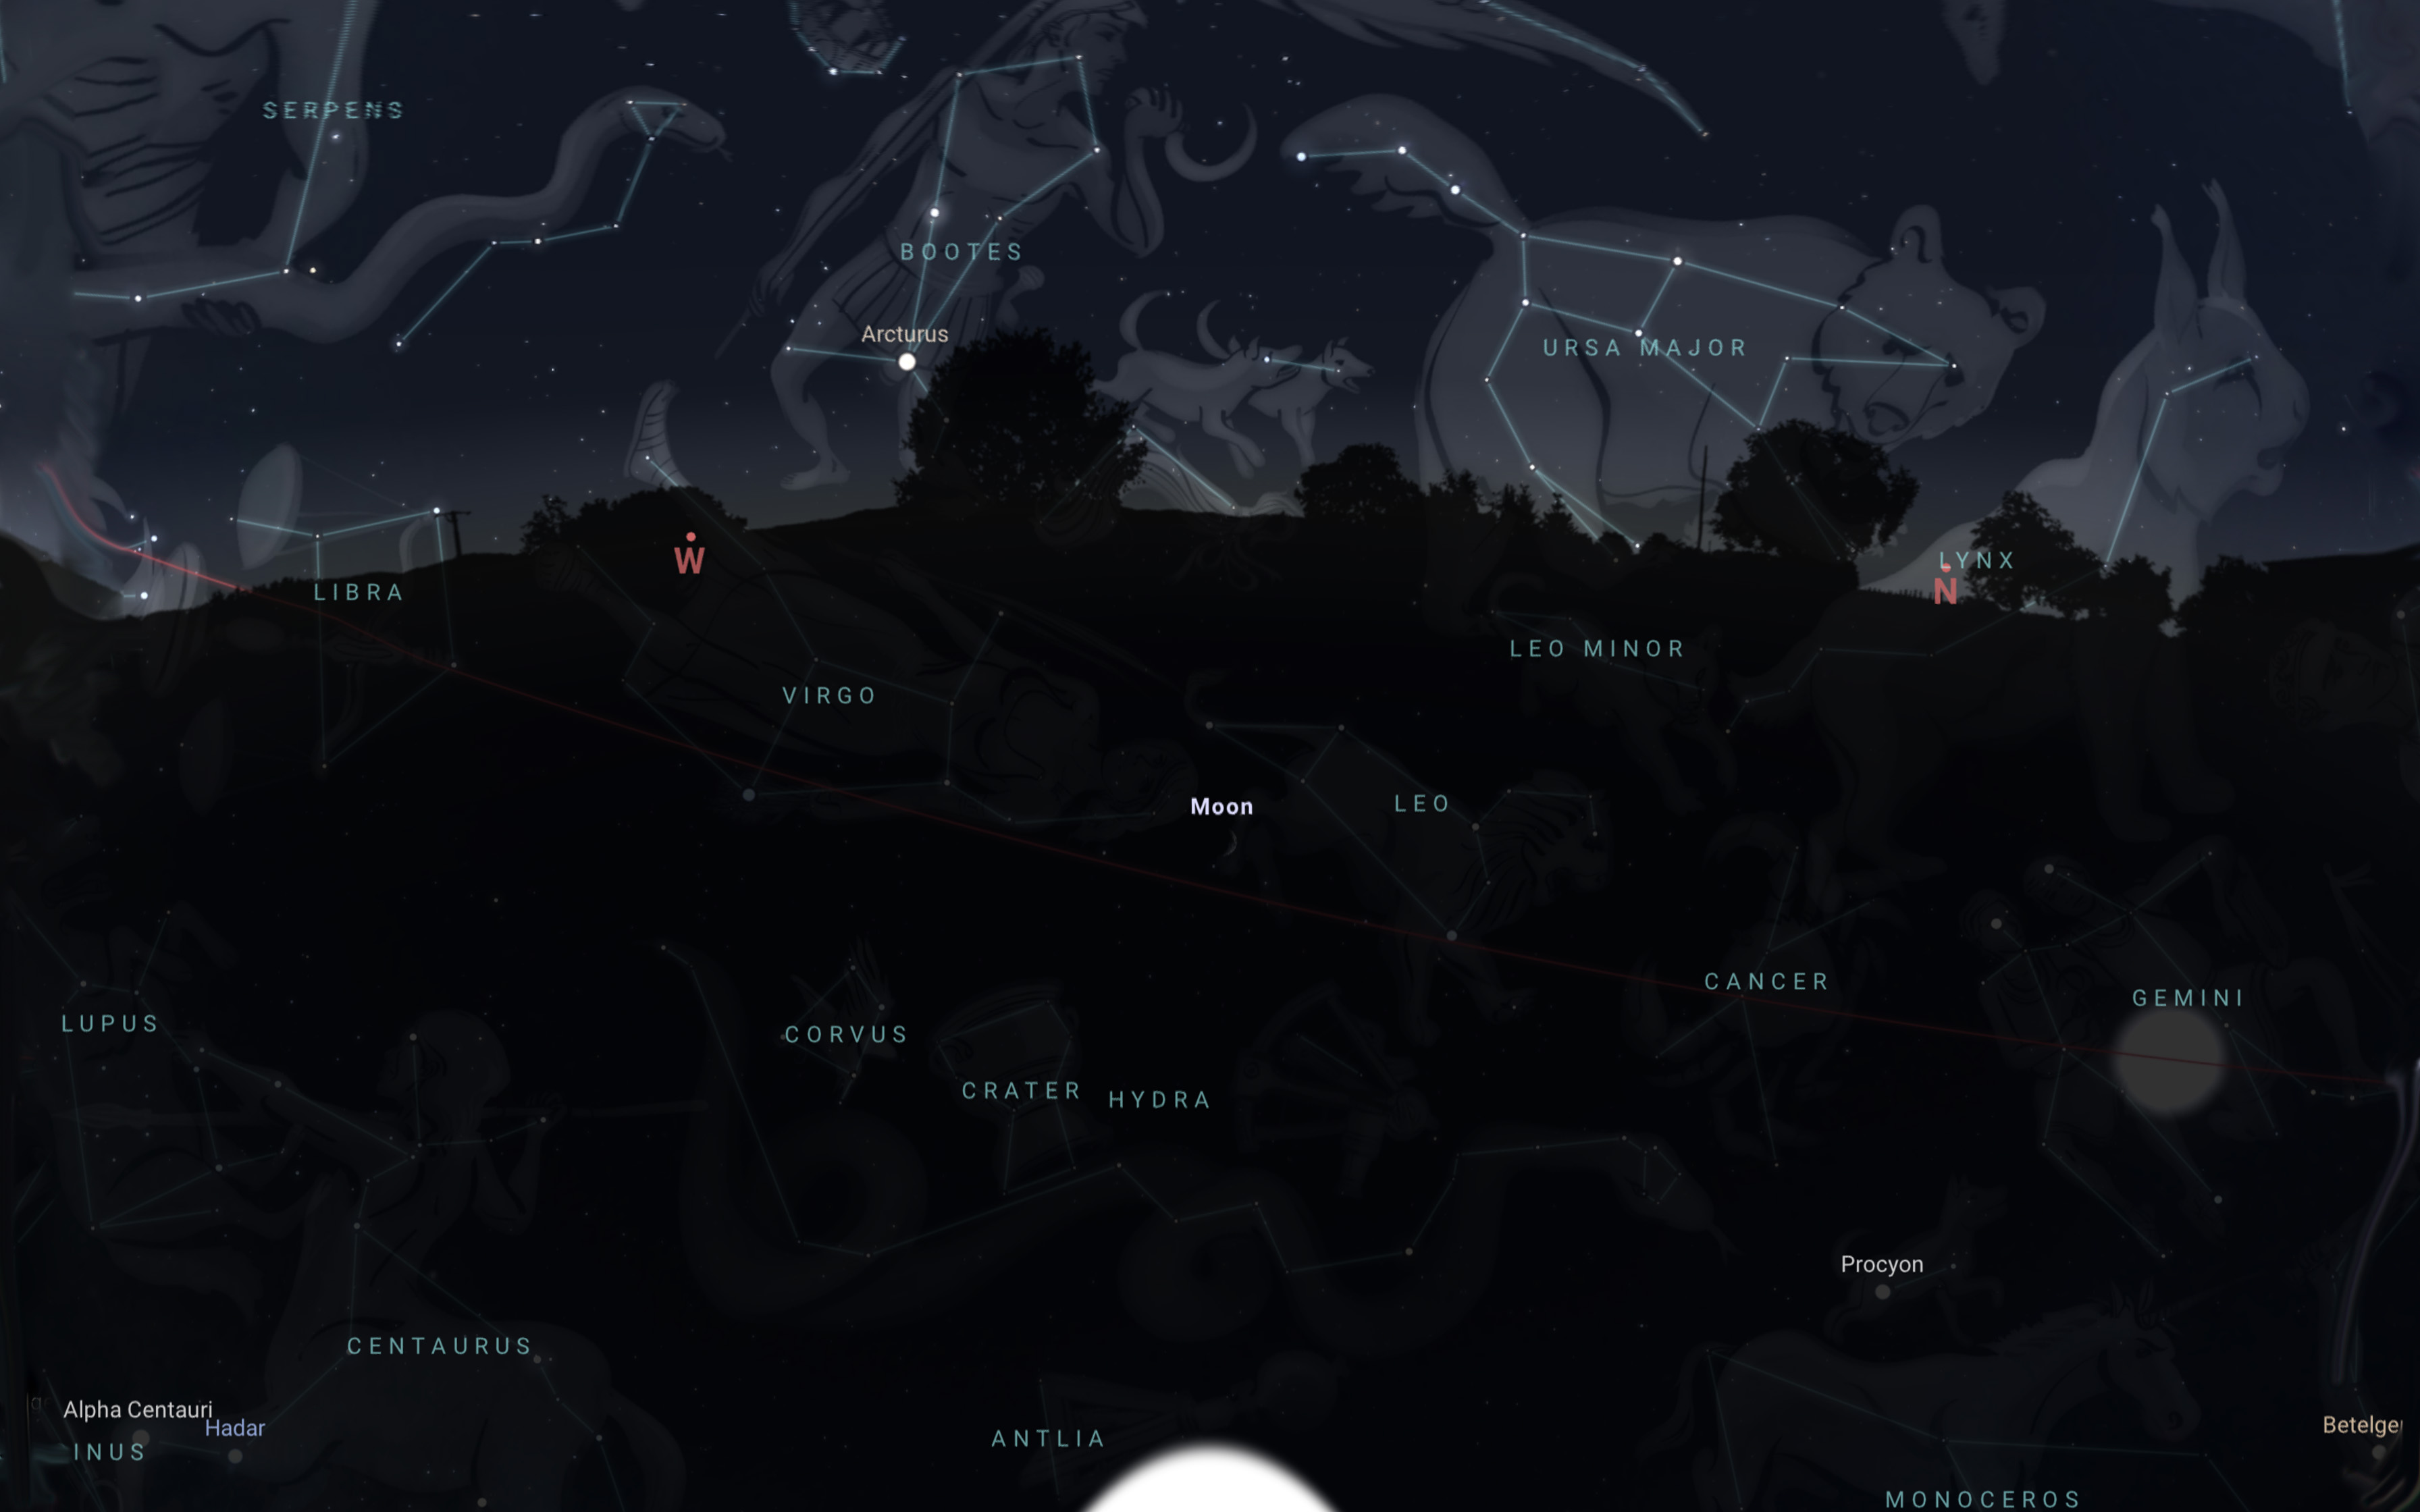 SERPENS
BOOTES
Arcturus
URSA MAJOR
W
LYNX
N
LIBRA
LEO MINOR
VIRGO
Moon
LEO
CANCER
GEMINI
LUPUS
CORVUS
CRATER
HYDRA
Procyon
CENTAURUS
Alpha Centauri
Hadar
INUS
ANTLIA
Betelge
MONOCEROS